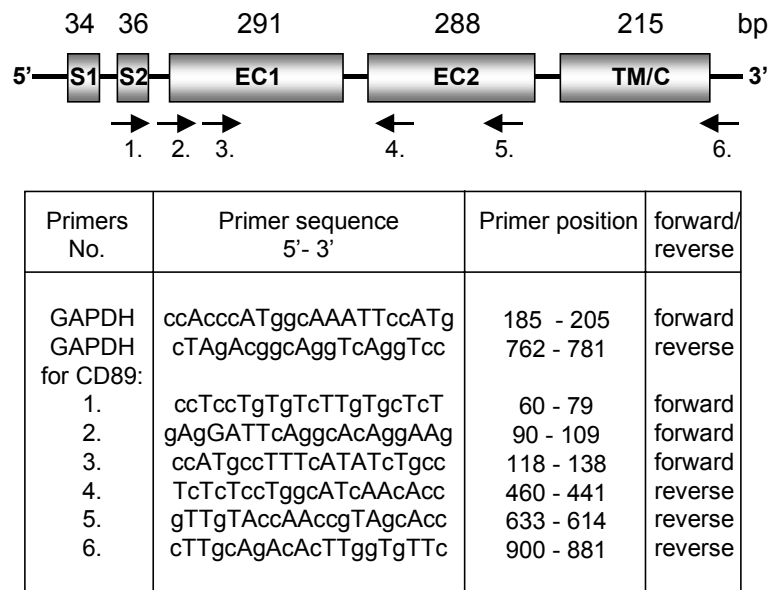 34 36 291 288 215 bp
5’ S1 S2 EC1 EC2 TM/C 3’
1. 2. 3. 4. 5. 6.
Primers Primer sequence Primer position forward/
No. 5’- 3’ reverse
GAPDH ccAcccATggcAAATTccATg 185 - 205 forward
GAPDH cTAgAcggcAggTcAggTcc 762 - 781 reverse
for CD89:
1. ccTccTgTgTcTTgTgcTcT 60 - 79 forward
2. gAgGATTcAggcAcAggAAg 90 - 109 forward
3. ccATgccTTTcATATcTgcc 118 - 138 forward
4. TcTcTccTggcATcAAcAcc 460 - 441 reverse
5. gTTgTAccAAccgTAgcAcc 633 - 614 reverse
6. cTTgcAgAcAcTTggTgTTc 900 - 881 reverse